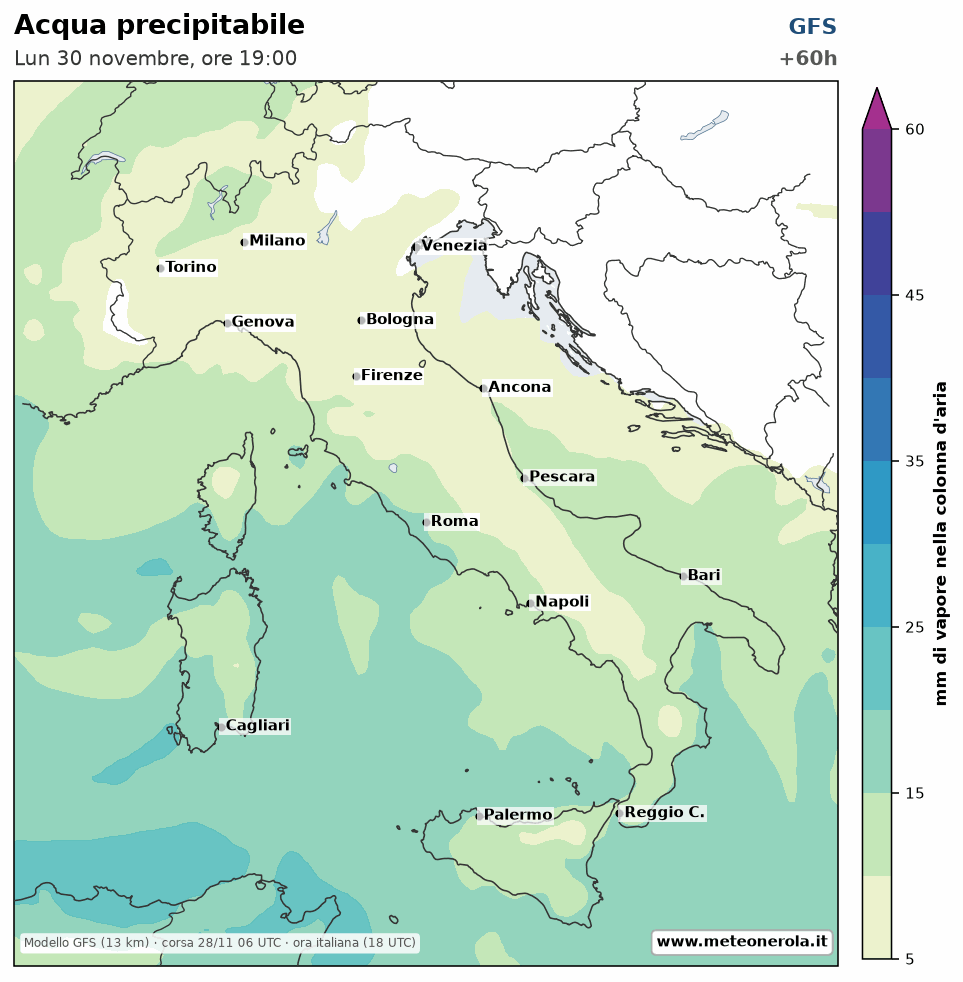 Acqua precipitabile
GFS
Lun 30 novembre, ore 19:00
+60h
Milano
Venezia
Torino
Genova
Bologna
Firenze
Ancona
Pescara
Roma
Bari
Napoli
Cagliari
Palermo
Reggio C.
60
45
35
25
15
5
mm di vapore nella colonna d'aria
Modello GFS (13 km) · corsa 28/11 06 UTC · ora italiana (18 UTC)
www.meteonerola.it